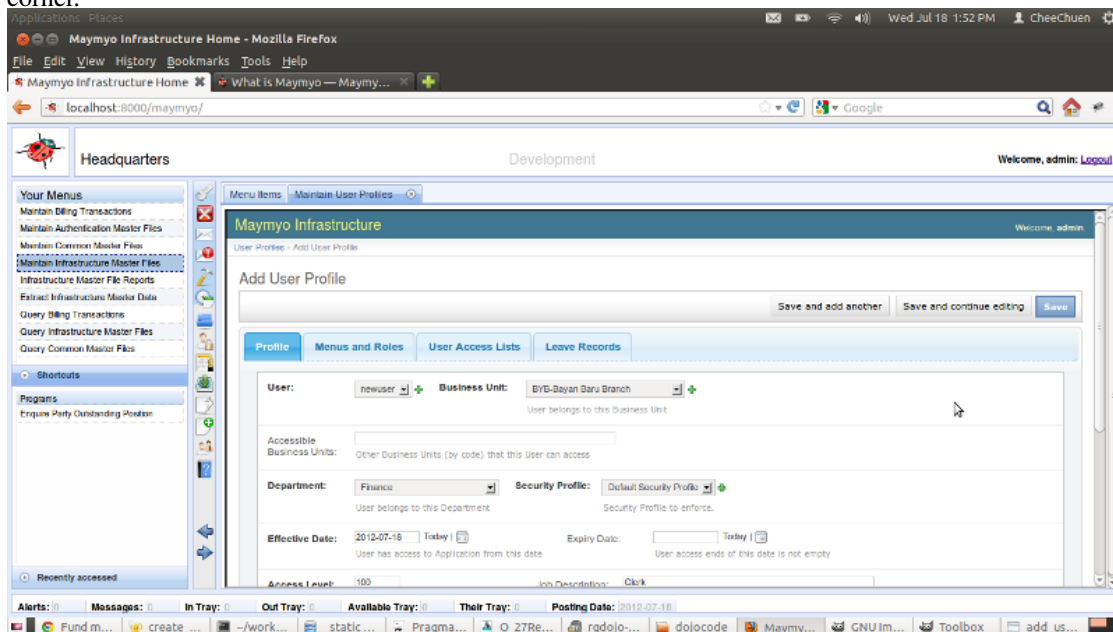 corner.
Applications Places
Wed Jul 18 1:52 PM CheeChuen
Maymyo Infrastructure Home - Mozilla Firefox
File Edit View History Bookmarks Tools Help
Maymyo Infrastructure Home What is Maymyo — Maymy...
localhost:8000/maymyo/ Google
Headquarters Development Welcome, admin: Logout
Your Menus
Maintain Billing Transactions
Maintain Authentication Master Files
Maintain Common Master Files
Maintain Infrastructure Master Files
Infrastructure Master File Reports
Extract Infrastructure Master Data
Query Billing Transactions
Query Infrastructure Master Files
Query Common Master Files
Shortcuts
Programs
Enquire Party Outstanding Position
Recently accessed
Menu Items Maintain User Profiles
Maymyo Infrastructure Welcome, admin.
User Profiles › Add User Profile
Add User Profile
Save and add another Save and continue editing Save
Profile Menus and Roles User Access Lists Leave Records
User: newuser Business Unit: BYB-Bayan Baru Branch
User belongs to this Business Unit
Accessible
Business Units: Other Business Units (by code) that this User can access
Department: Finance Security Profile: Default Security Profile
User belongs to this Department Security Profile to enforce.
Effective Date: 2012-07-18 Today | Expiry Date: Today |
User has access to Application from this date User access ends of this date is not empty
Access Level: 100 Job Description: Clerk
Alerts: 0 Messages: 0 In Tray: 0 Out Tray: 0 Available Tray: 0 Their Tray: 0 Posting Date: 2012-07-18
Fund m... create ... ~/work... static ... Pragma... O_27Re... rqdojo-... dojocode Maymy... GNU Im... Toolbox add_us...